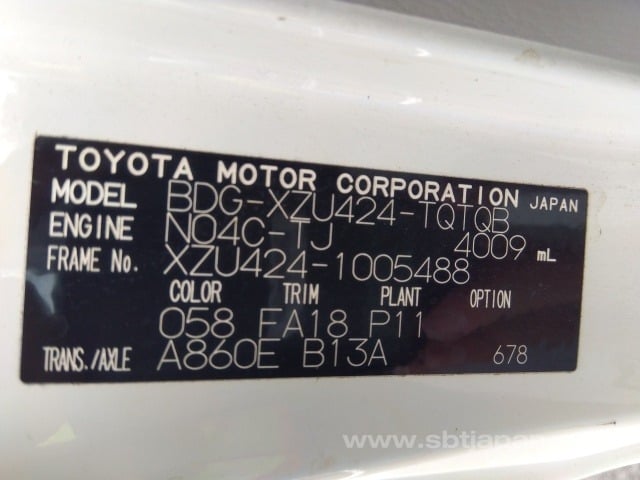 TOYOTA MOTOR CORPORATION JAPAN
MODEL BDG-XZU424-TQTQB
ENGINE N04C-TJ 4009 mL
FRAME No. XZU424-1005488
COLOR TRIM PLANT OPTION
058 FA18 P11
TRANS./AXLE A860E B13A 678
www.sbtjapan